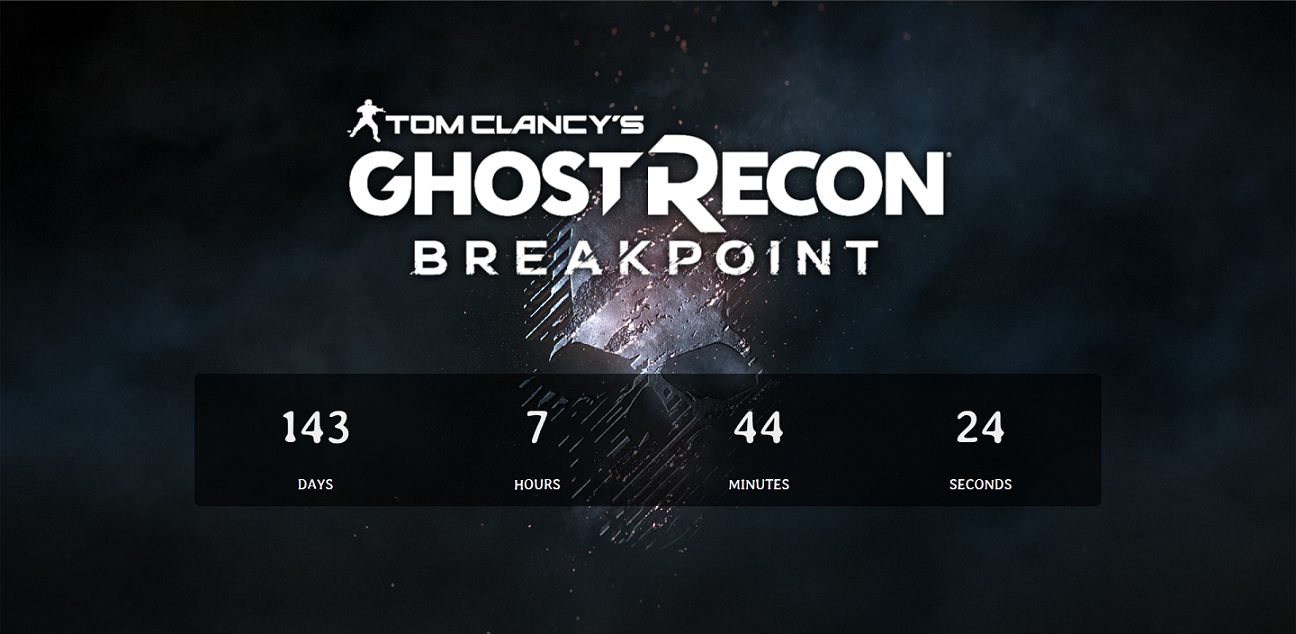 TOM CLANCY'S
GHOST RECON®
BREAKPOINT
143 7 44 24
DAYS HOURS MINUTES SECONDS